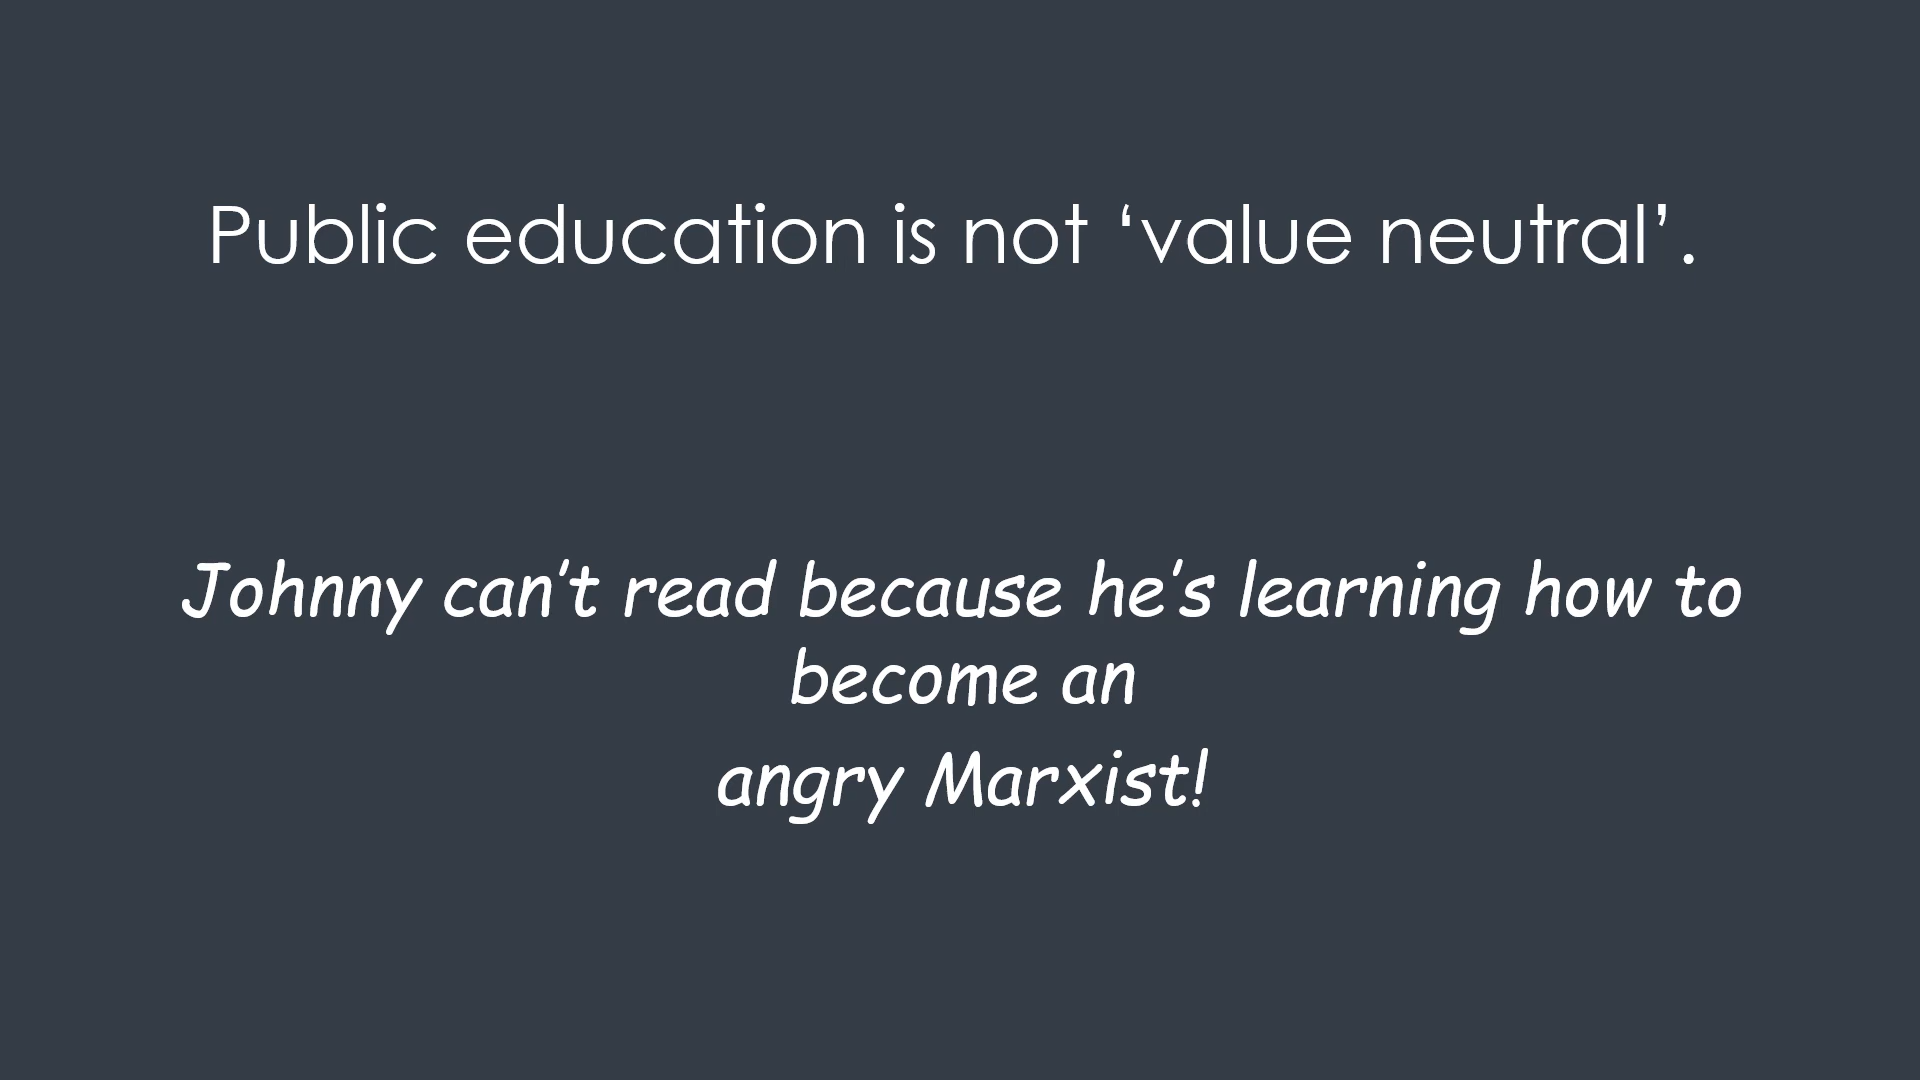 Public education is not ‘value neutral’.
Johnny can’t read because he’s learning how to
become an
angry Marxist!